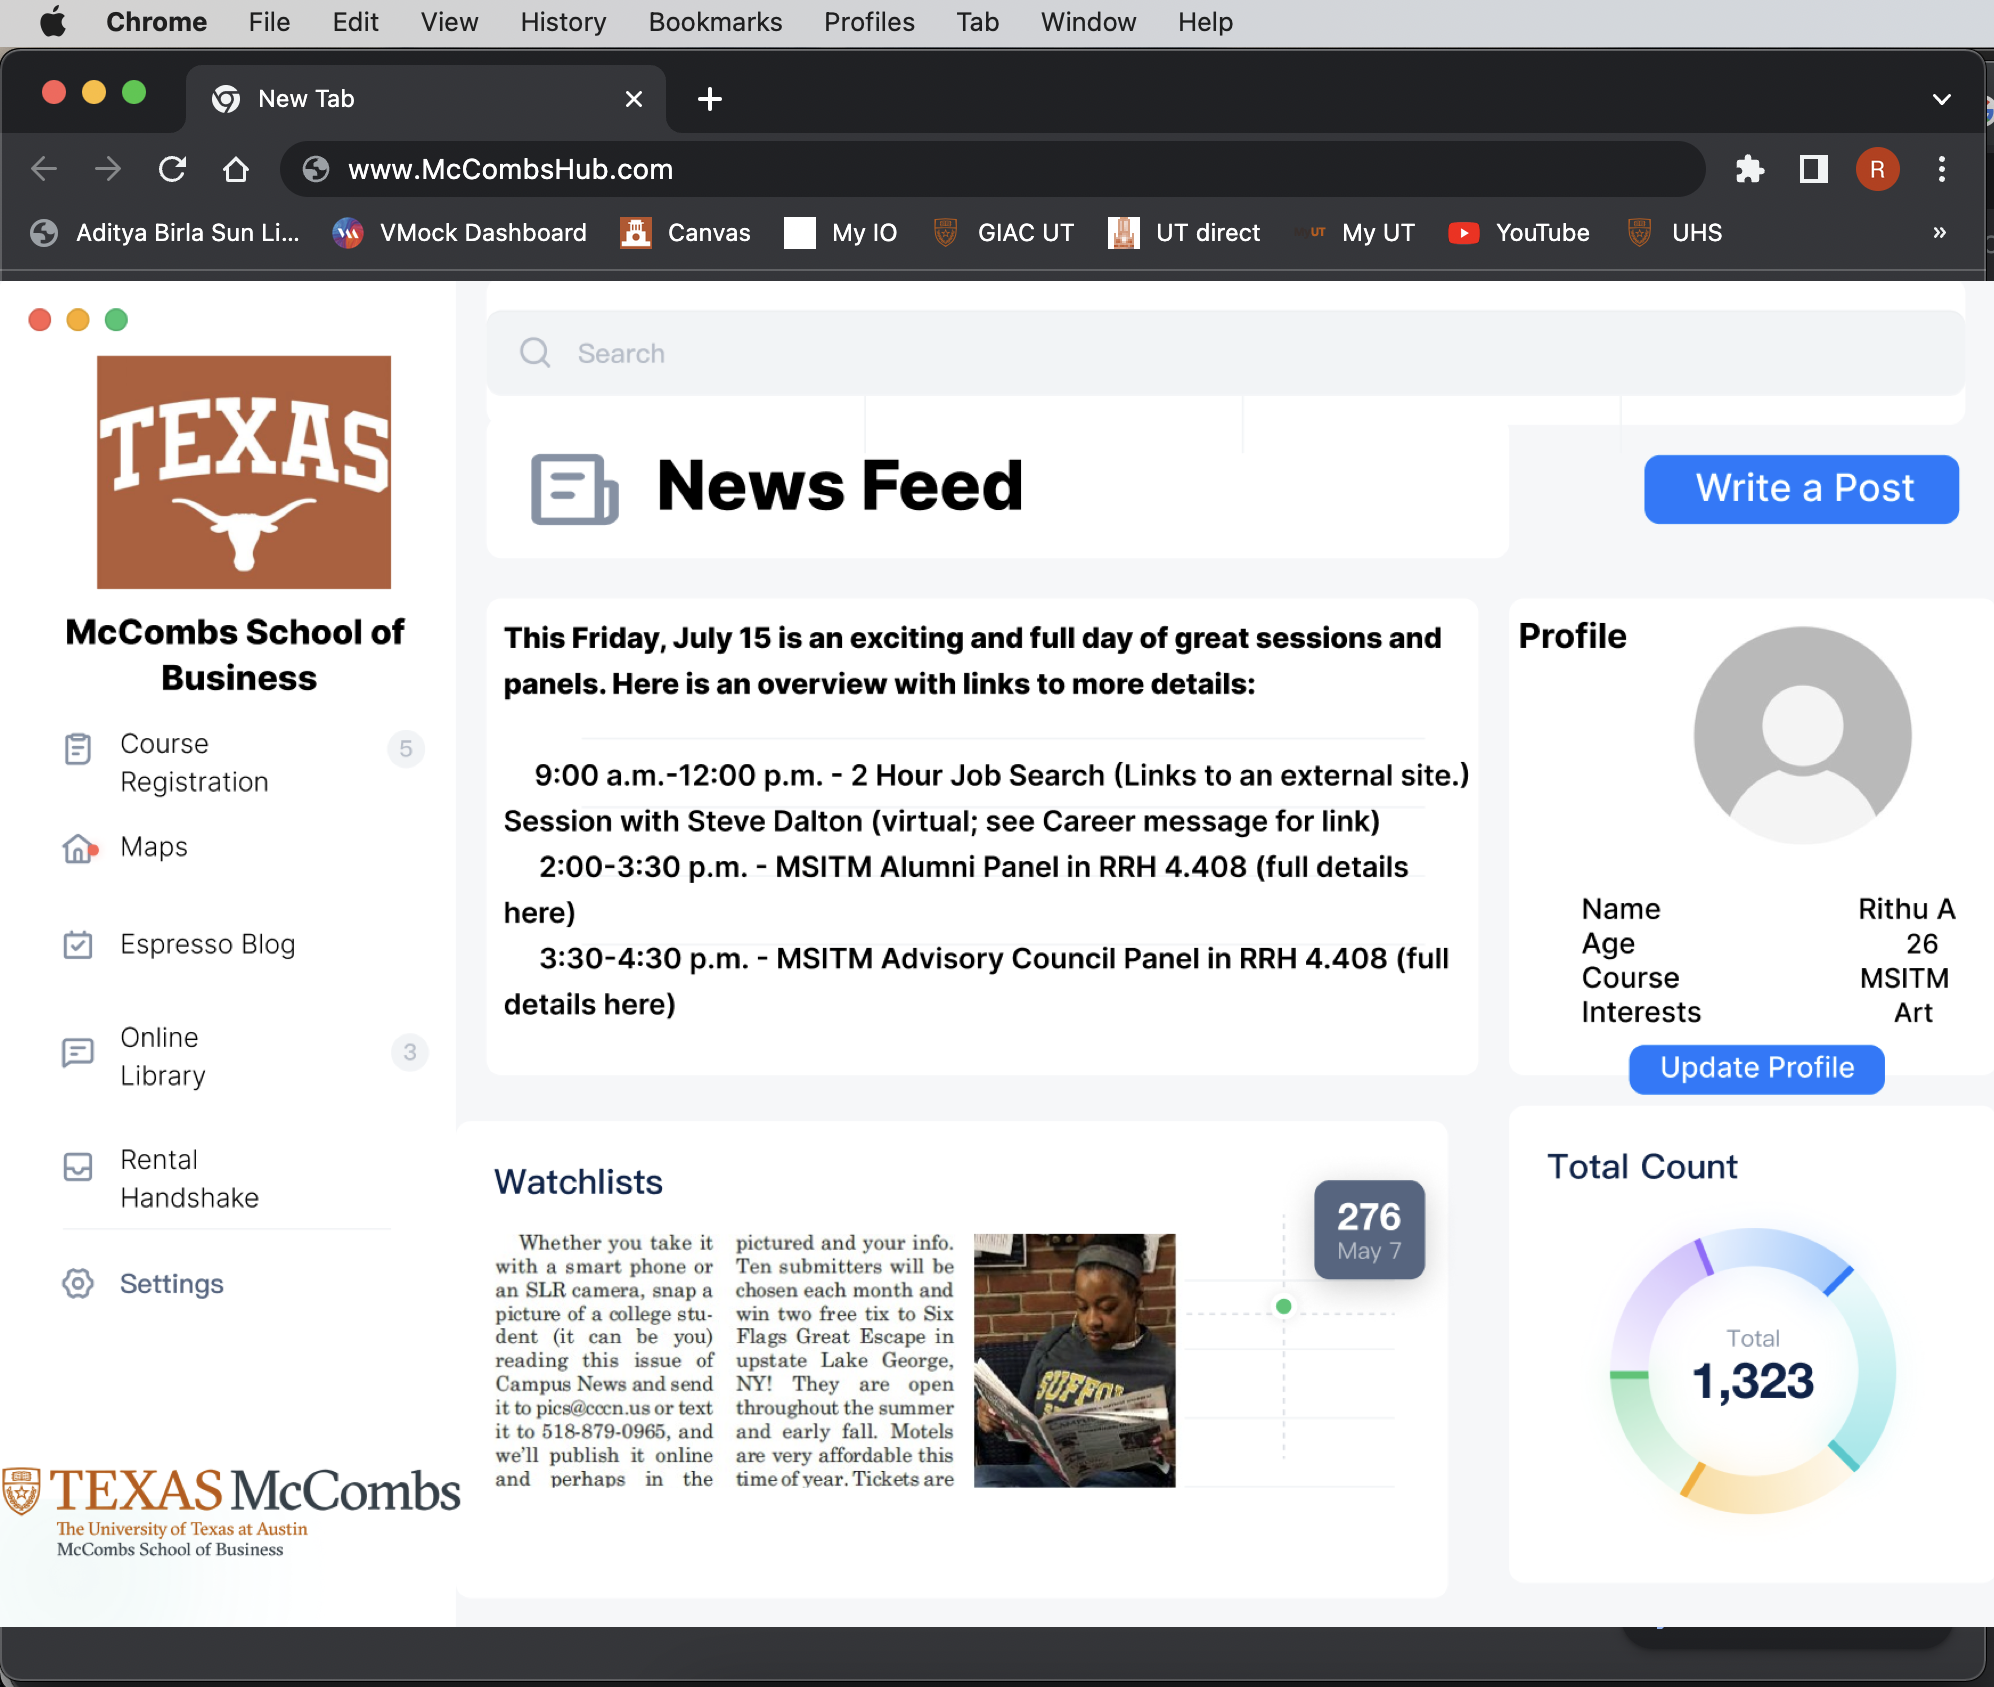 Chrome File Edit View History Bookmarks Profiles Tab Window Help
New Tab
www.McCombsHub.com
R
Aditya Birla Sun Li...
VMock Dashboard
Canvas
My IO
GIAC UT
UT direct
UT
My UT
YouTube
UHS
»
TEXAS
McCombs School of
Business
Course
Registration
5
Maps
Espresso Blog
Online
Library
3
Rental
Handshake
Settings
TEXAS McCombs
The University of Texas at Austin
McCombs School of Business
Search
News Feed
Write a Post
This Friday, July 15 is an exciting and full day of great sessions and
panels. Here is an overview with links to more details:
9:00 a.m.-12:00 p.m. - 2 Hour Job Search (Links to an external site.)
Session with Steve Dalton (virtual; see Career message for link)
2:00-3:30 p.m. - MSITM Alumni Panel in RRH 4.408 (full details
here)
3:30-4:30 p.m. - MSITM Advisory Council Panel in RRH 4.408 (full
details here)
Profile
Name Rithu A
Age 26
Course MSITM
Interests Art
Update Profile
Watchlists
Whether you take it
with a smart phone or
an SLR camera, snap a
picture of a college stu-
dent (it can be you)
reading this issue of
Campus News and send
it to pics@cccn.us or text
it to 518-879-0965, and
we'll publish it online
and perhaps in the
pictured and your info.
Ten submitters will be
chosen each month and
win two free tix to Six
Flags Great Escape in
upstate Lake George,
NY! They are open
throughout the summer
and early fall. Motels
are very affordable this
time of year. Tickets are
SUFFOL
276
May 7
Total Count
Total
1,323